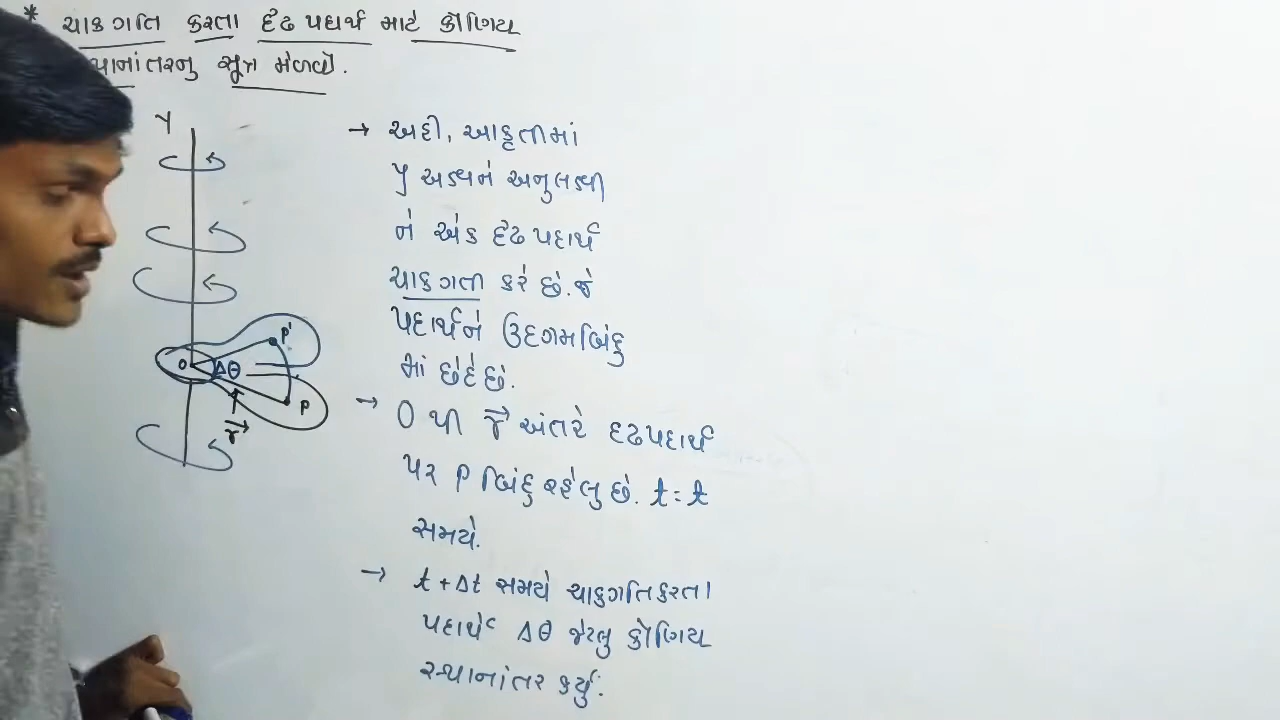 * ચાકગતિ કરતા દૃઢ પદાર્થ માટે કોણિય
સ્થાનાંતરનુ સૂત્ર મેળવો.
Y
→ અહી, આકૃતીમાં
y અક્ષને અનુલક્ષી
ને એક દૃઢ પદાર્થ
ચાકગતી કરે છે. જે
P'
પદાર્થને ઉદગમબિંદુ
O Δθ
માં છેદે છે.
P
r⃗
→ O થી r⃗ અંતરે દૃઢપદાર્થ
પર P બિંદુ રહેલુ છે. t = t
સમયે.
→ t + Δt સમયે ચાકગતિ કરતા
પદાર્થે Δθ જેટલુ કોણિય
સ્થાનાંતર કર્યુ.